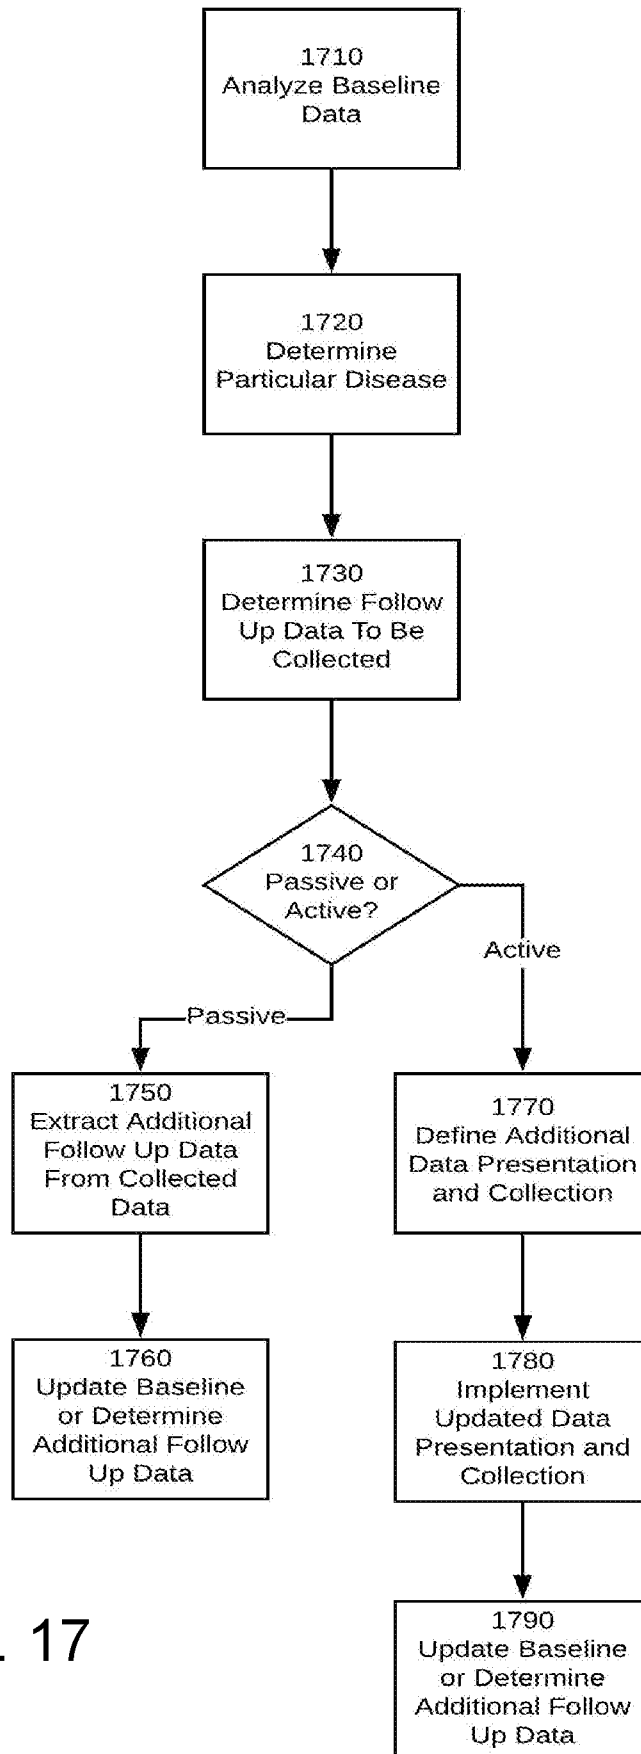 1710
Analyze Baseline
Data
1720
Determine
Particular Disease
1730
Determine Follow
Up Data To Be
Collected
1740
Passive or
Active?
Active
Passive
1750
Extract Additional
Follow Up Data
From Collected
Data
1770
Define Additional
Data Presentation
and Collection
1760
Update Baseline
or Determine
Additional Follow
Up Data
1780
Implement
Updated Data
Presentation and
Collection
. 17
1790
Update Baseline
or Determine
Additional Follow
Up Data